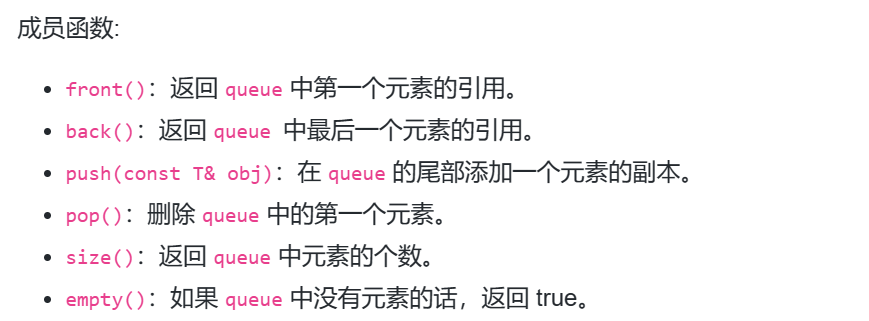 成员函数:
• front()：返回 queue 中第一个元素的引用。
• back()：返回 queue 中最后一个元素的引用。
• push(const T& obj)：在 queue 的尾部添加一个元素的副本。
• pop()：删除 queue 中的第一个元素。
• size()：返回 queue 中元素的个数。
• empty()：如果 queue 中没有元素的话，返回 true。